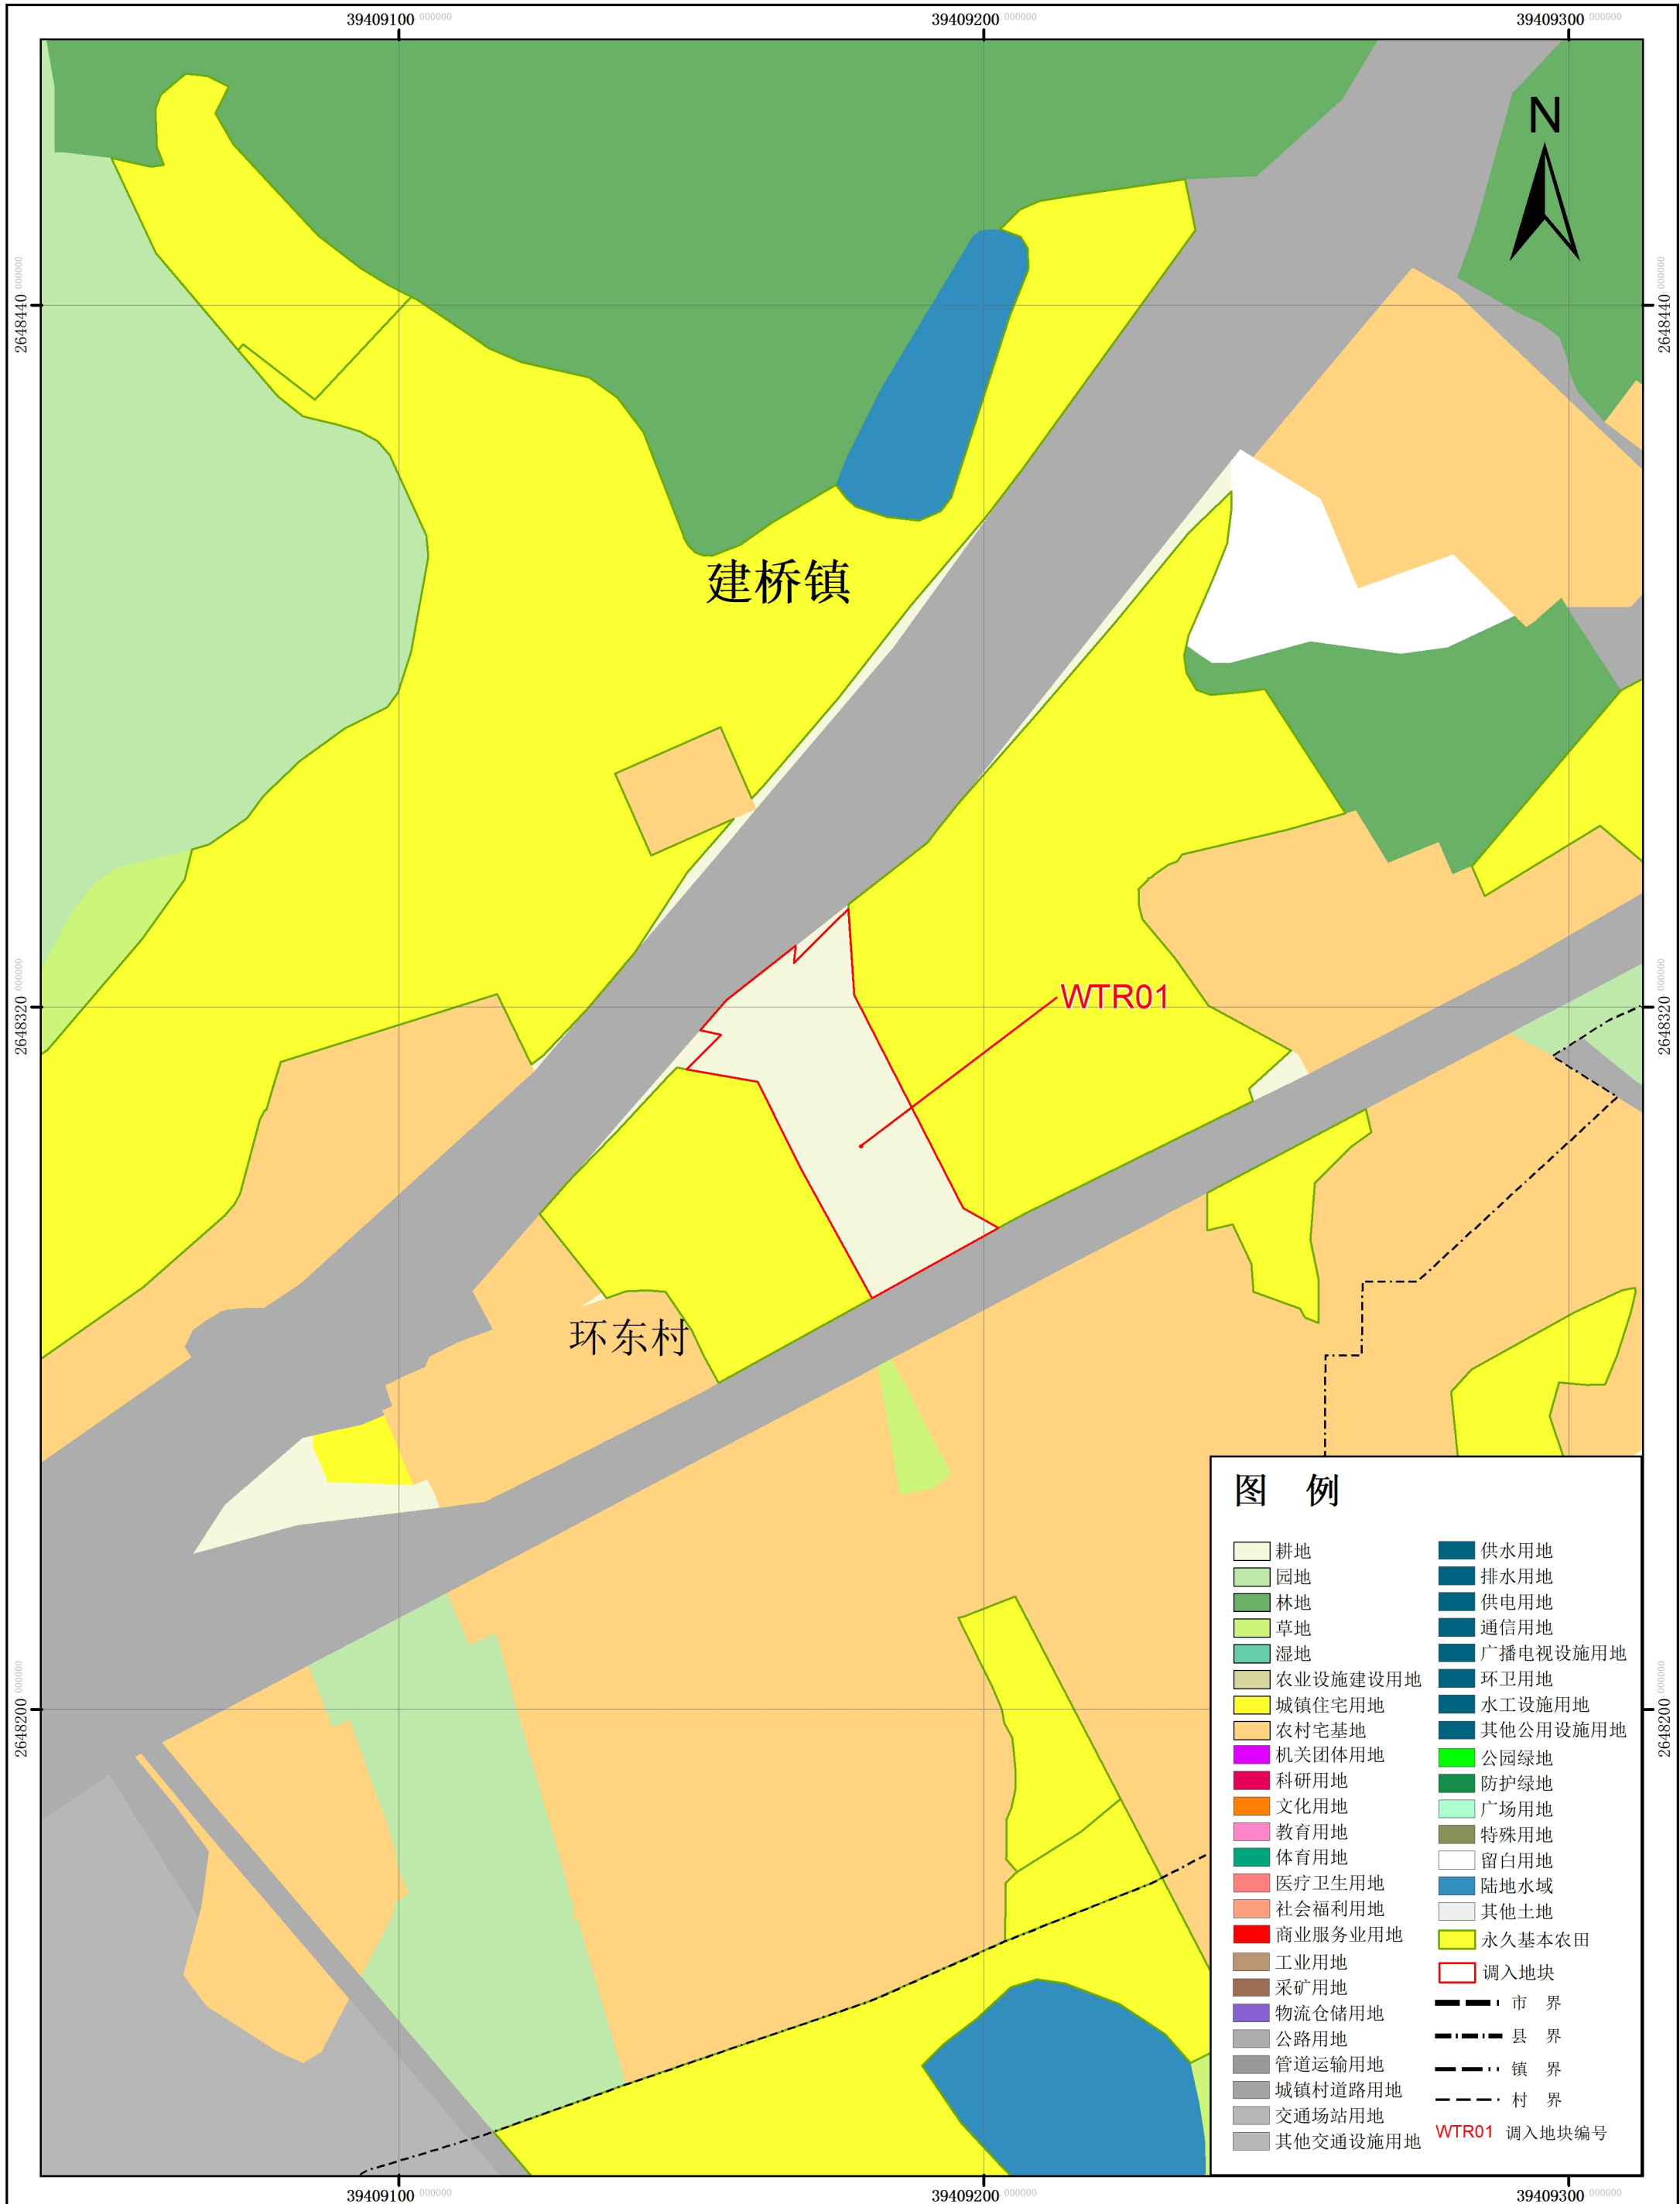 39409100 000000
39409200 000000
39409300 000000
N
2648440 000000
2648440 000000
建桥镇
2648320 000000
WTR01
2648320 000000
环东村
2648200 000000
2648200 000000
图 例
耕地
园地
林地
草地
湿地
农业设施建设用地
城镇住宅用地
农村宅基地
机关团体用地
科研用地
文化用地
教育用地
体育用地
医疗卫生用地
社会福利用地
商业服务业用地
工业用地
采矿用地
物流仓储用地
公路用地
管道运输用地
城镇村道路用地
交通场站用地
其他交通设施用地
供水用地
排水用地
供电用地
通信用地
广播电视设施用地
环卫用地
水工设施用地
其他公用设施用地
公园绿地
防护绿地
广场用地
特殊用地
留白用地
陆地水域
其他土地
永久基本农田
调入地块
市 界
县 界
镇 界
村 界
WTR01 调入地块编号
39409100 000000
39409200 000000
39409300 000000